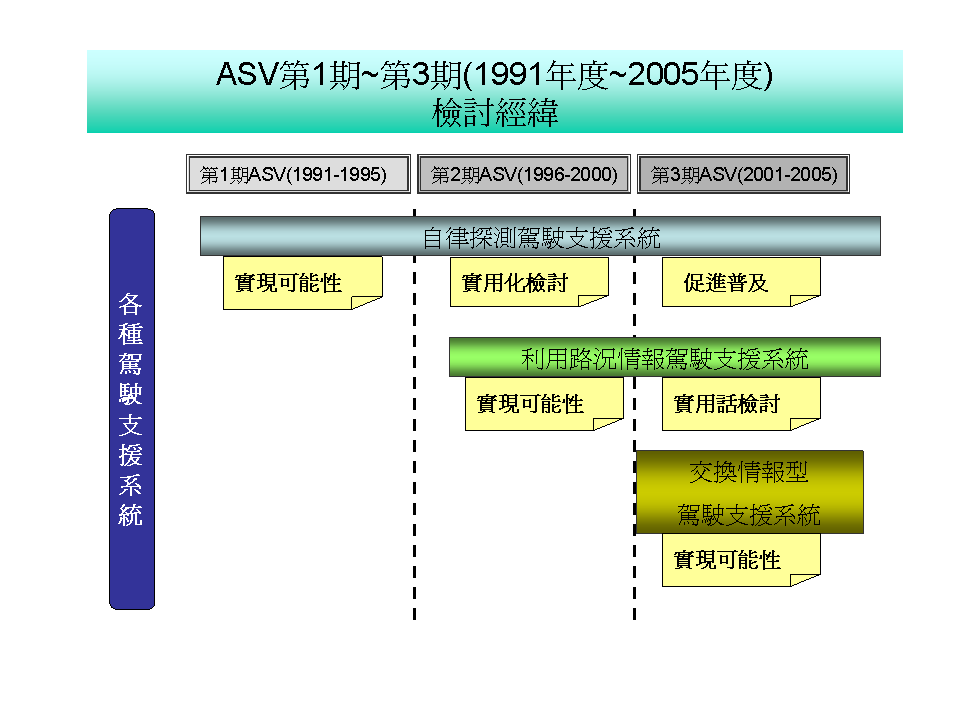 ASV第1期~第3期(1991年度~2005年度)
檢討經緯
第1期ASV(1991-1995)
第2期ASV(1996-2000)
第3期ASV(2001-2005)
各種駕駛支援系統
自律探測駕駛支援系統
實現可能性
實用化檢討
促進普及
利用路況情報駕駛支援系統
實現可能性
實用話檢討
交換情報型
駕駛支援系統
實現可能性